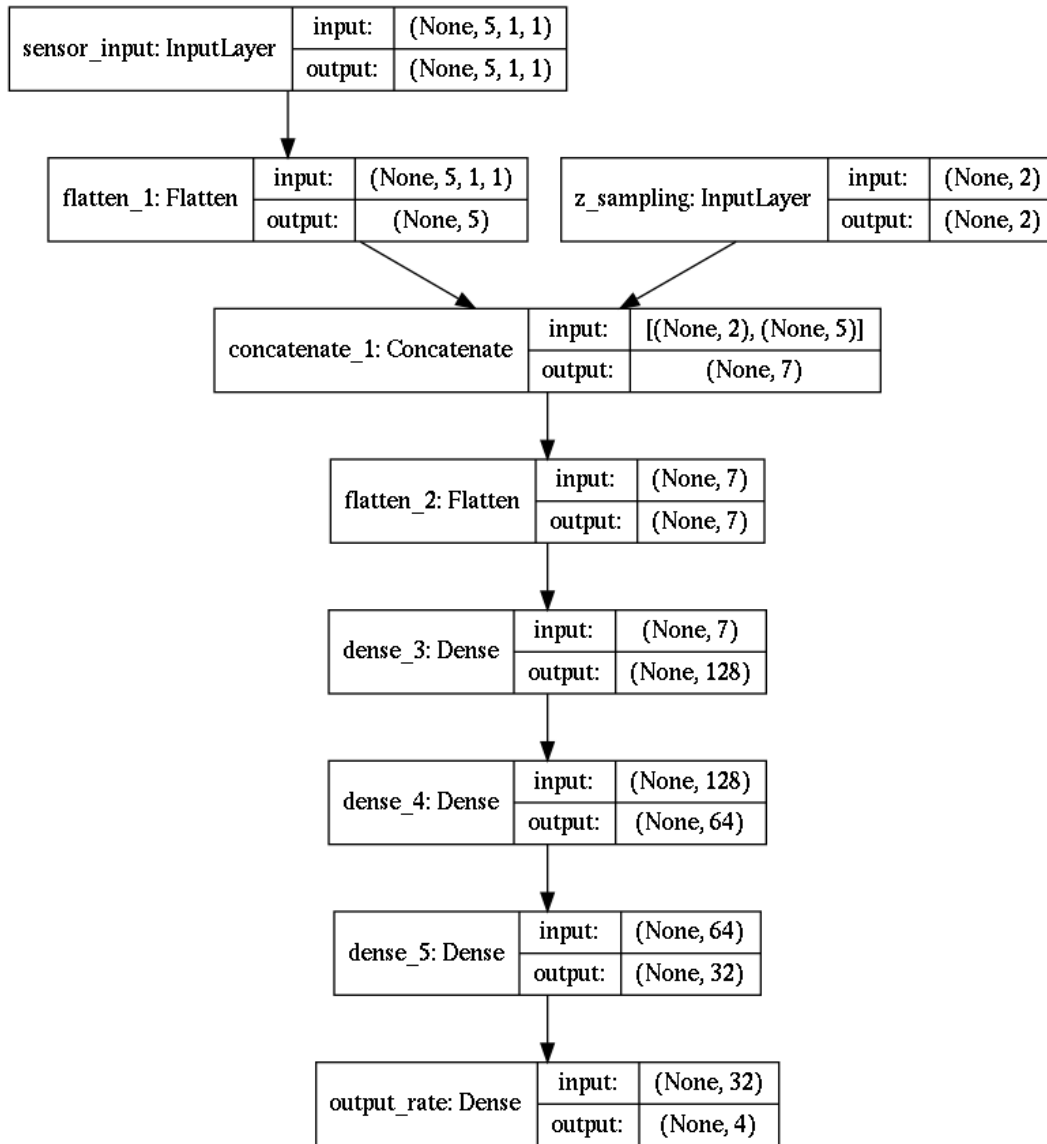 sensor_input: InputLayer
input:
(None, 5, 1, 1)
output:
(None, 5, 1, 1)
flatten_1: Flatten
input:
(None, 5, 1, 1)
output:
(None, 5)
z_sampling: InputLayer
input:
(None, 2)
output:
(None, 2)
concatenate_1: Concatenate
input:
[(None, 2), (None, 5)]
output:
(None, 7)
flatten_2: Flatten
input:
(None, 7)
output:
(None, 7)
dense_3: Dense
input:
(None, 7)
output:
(None, 128)
dense_4: Dense
input:
(None, 128)
output:
(None, 64)
dense_5: Dense
input:
(None, 64)
output:
(None, 32)
output_rate: Dense
input:
(None, 32)
output:
(None, 4)